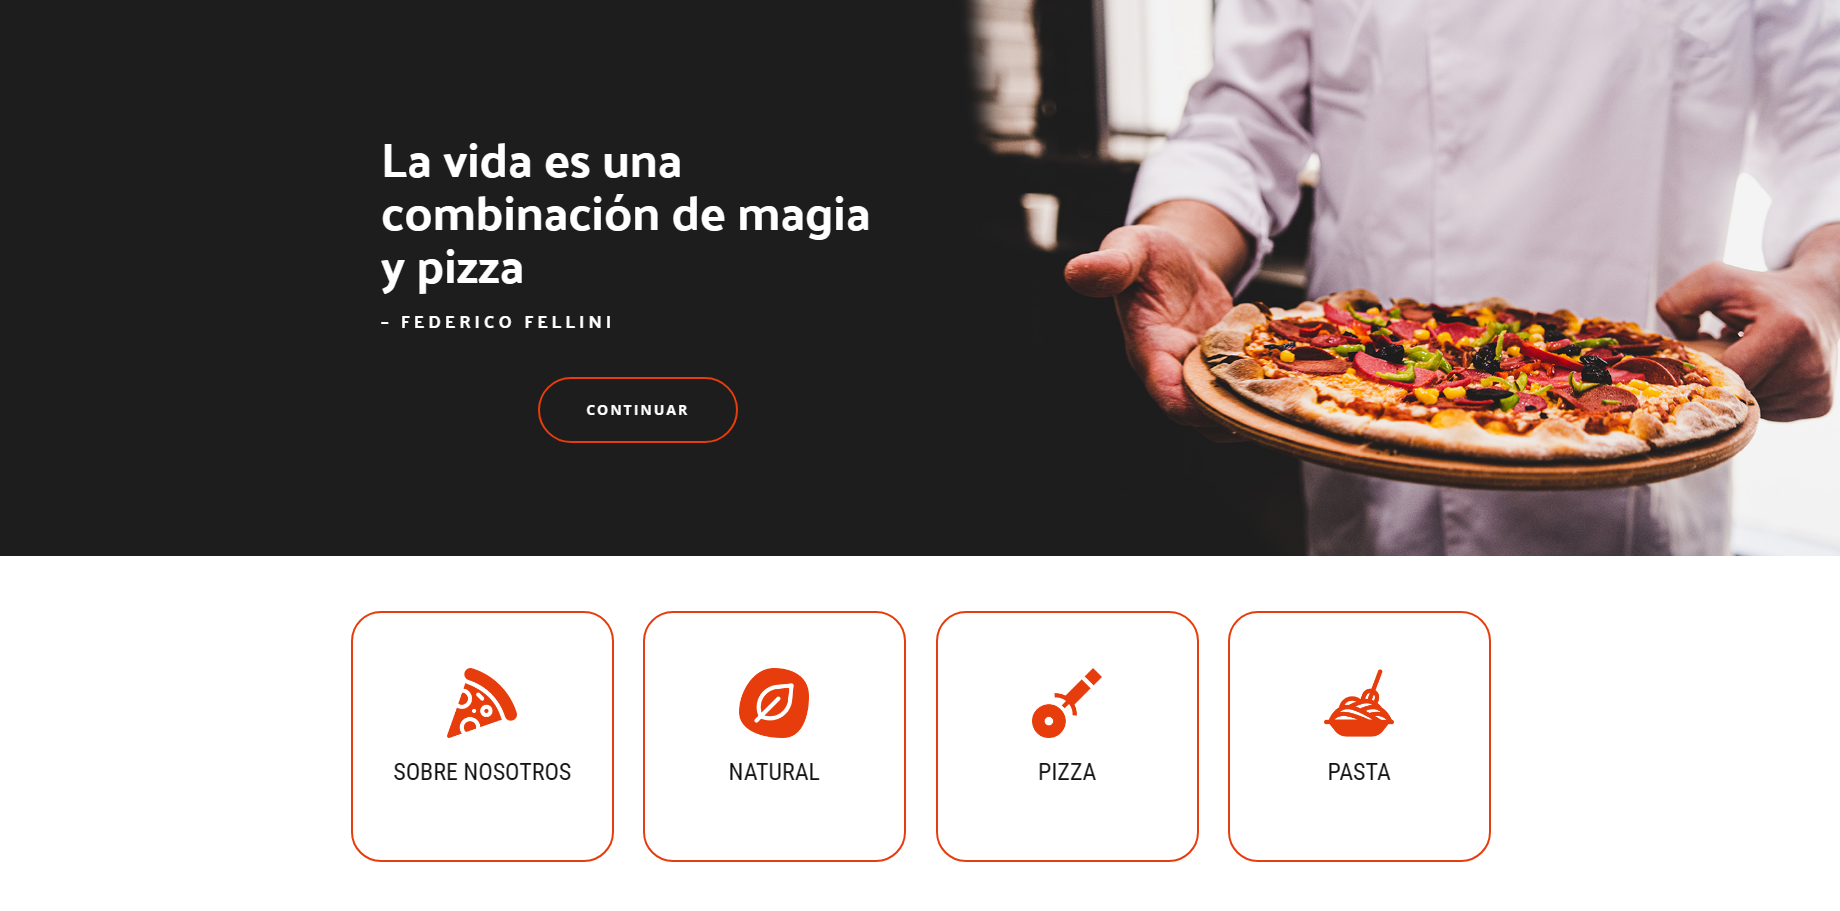 La vida es una
combinación de magia
y pizza
– FEDERICO FELLINI
CONTINUAR
SOBRE NOSOTROS
NATURAL
PIZZA
PASTA